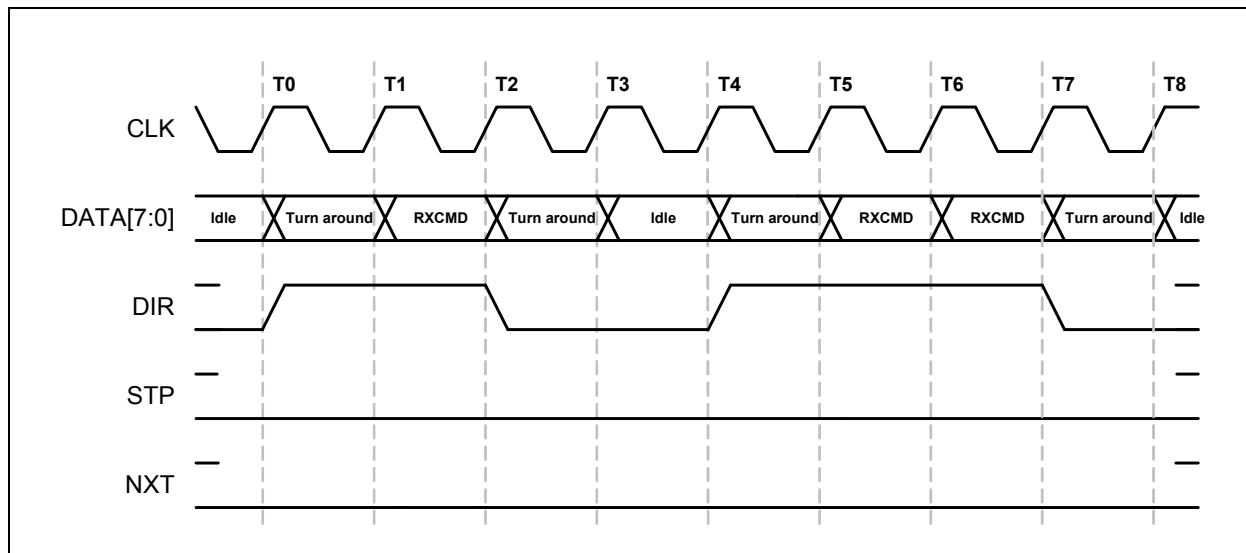 T0 T1 T2 T3 T4 T5 T6 T7 T8
CLK
DATA[7:0] Idle Turn around RXCMD Turn around Idle Turn around RXCMD RXCMD Turn around Idle
DIR
STP
NXT